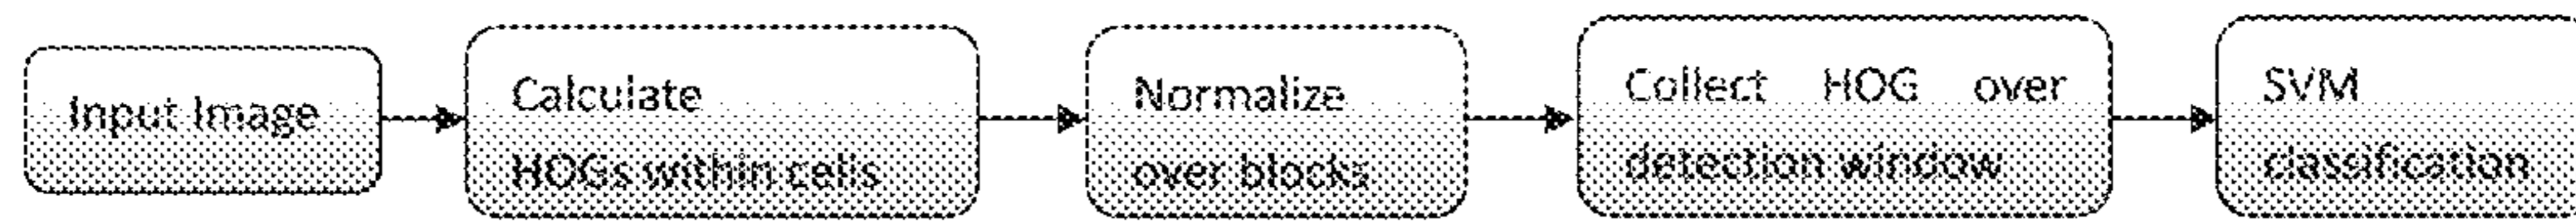 Input Image
Calculate
HOGs within cells
Normalize
over blocks
Collect HOG over
detection window
SVM
classification